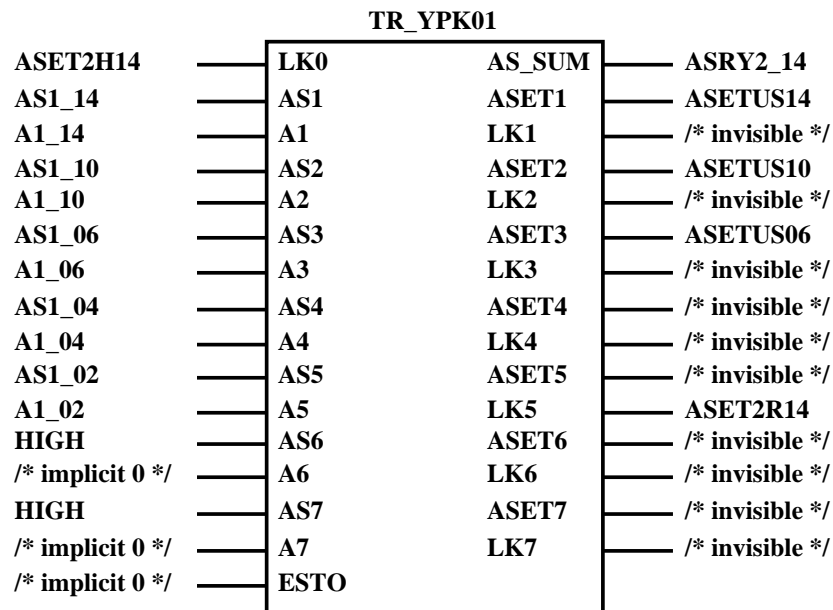 TR_YPK01
ASET2H14 LK0 AS_SUM ASRY2_14
AS1_14 AS1 ASET1 ASETUS14
A1_14 A1 LK1 /* invisible */
AS1_10 AS2 ASET2 ASETUS10
A1_10 A2 LK2 /* invisible */
AS1_06 AS3 ASET3 ASETUS06
A1_06 A3 LK3 /* invisible */
AS1_04 AS4 ASET4 /* invisible */
A1_04 A4 LK4 /* invisible */
AS1_02 AS5 ASET5 /* invisible */
A1_02 A5 LK5 ASET2R14
HIGH AS6 ASET6 /* invisible */
/* implicit 0 */ A6 LK6 /* invisible */
HIGH AS7 ASET7 /* invisible */
/* implicit 0 */ A7 LK7 /* invisible */
/* implicit 0 */ ESTO